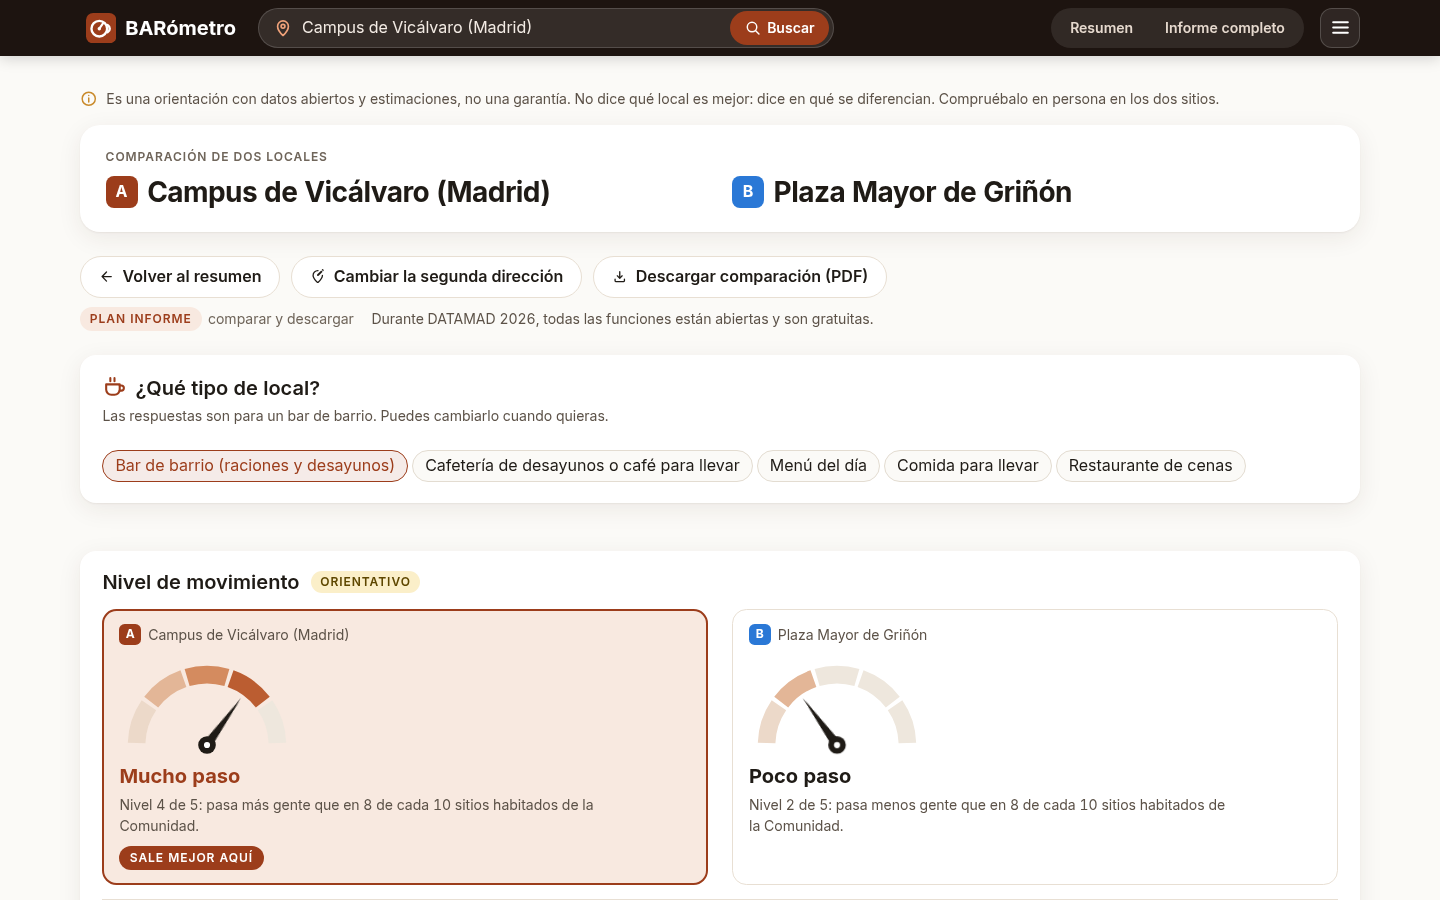 BARómetro
Campus de Vicálvaro (Madrid)
Buscar
Resumen
Informe completo
Es una orientación con datos abiertos y estimaciones, no una garantía. No dice qué local es mejor: dice en qué se diferencian. Compruébalo en persona en los dos sitios.
COMPARACIÓN DE DOS LOCALES
A Campus de Vicálvaro (Madrid)
B Plaza Mayor de Griñón
Volver al resumen
Cambiar la segunda dirección
Descargar comparación (PDF)
PLAN INFORME comparar y descargar Durante DATAMAD 2026, todas las funciones están abiertas y son gratuitas.
¿Qué tipo de local?
Las respuestas son para un bar de barrio. Puedes cambiarlo cuando quieras.
Bar de barrio (raciones y desayunos)
Cafetería de desayunos o café para llevar
Menú del día
Comida para llevar
Restaurante de cenas
Nivel de movimiento ORIENTATIVO
A Campus de Vicálvaro (Madrid)
Mucho paso
Nivel 4 de 5: pasa más gente que en 8 de cada 10 sitios habitados de la
Comunidad.
SALE MEJOR AQUÍ
B Plaza Mayor de Griñón
Poco paso
Nivel 2 de 5: pasa menos gente que en 8 de cada 10 sitios habitados de
la Comunidad.